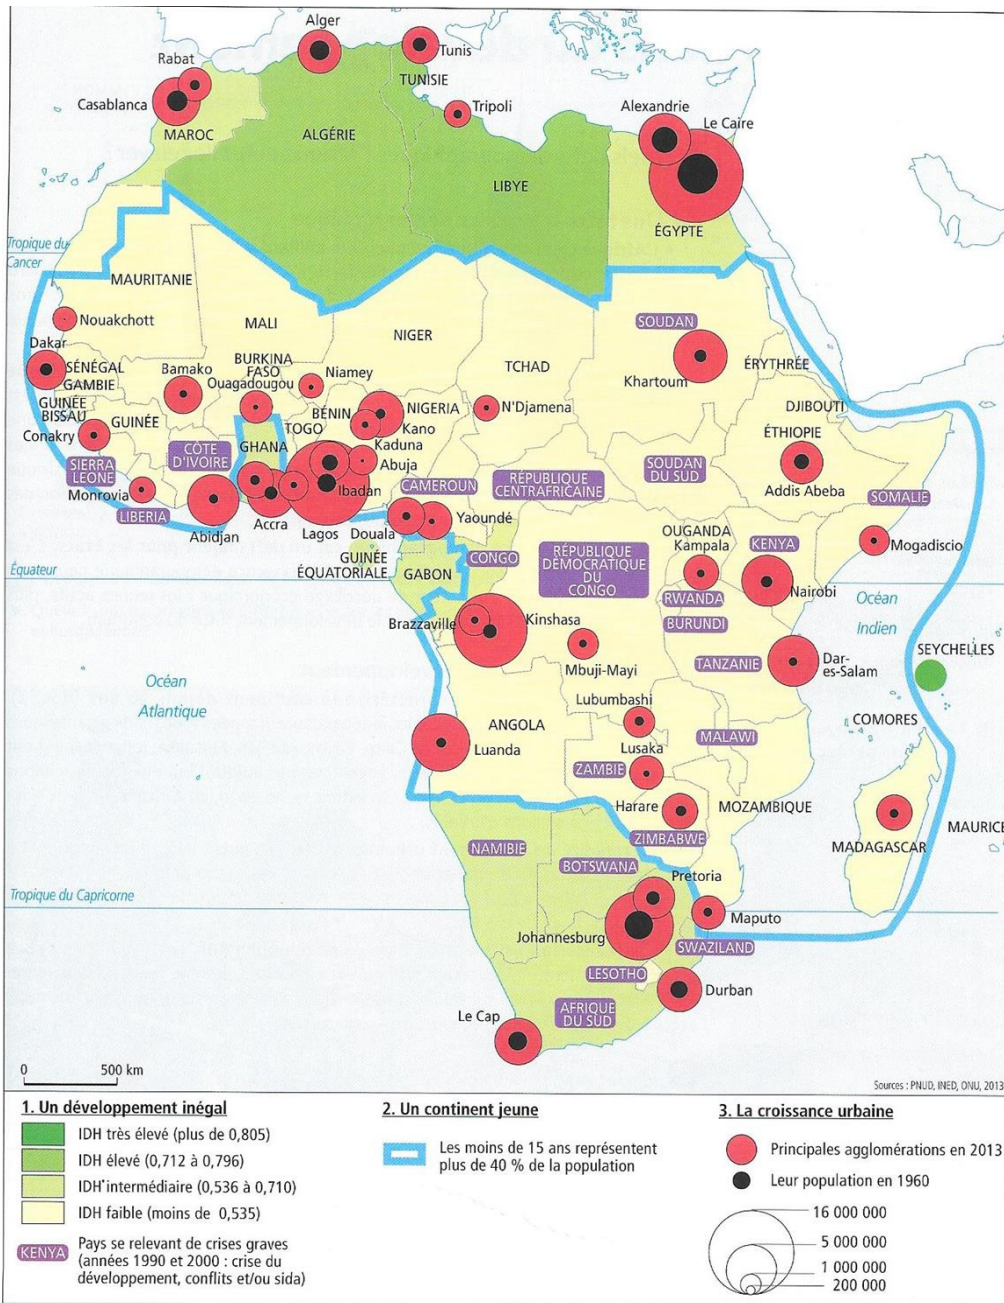 Alger
Tunis
Rabat
TUNISIE
Casablanca
Tripoli
Alexandrie
Le Caire
MAROC
ALGÉRIE
LIBYE
ÉGYPTE
Tropique du
Cancer
MAURITANIE
Nouakchott
MALI
NIGER
SOUDAN
TCHAD
ÉRYTHRÉE
Khartoum
Dakar
SÉNÉGAL
GAMBIE
Bamako
BURKINA
FASO
Ouagadougou
Niamey
N'Djamena
DJIBOUTI
GUINÉE
BISSAU
GUINÉE
Conakry
BÉNIN
TOGO
NIGERIA
Kano
Kaduna
Abuja
ÉTHIOPIE
Addis Abeba
SIERRA
LEONE
CÔTE
D'IVOIRE
GHANA
Monrovia
LIBERIA
Abidjan
Accra
Lagos
Ibadan
CAMEROUN
RÉPUBLIQUE
CENTRAFRICAINE
SOUDAN
DU SUD
SOMALIE
Douala
Yaoundé
GUINÉE
ÉQUATORIALE
Équateur
GABON
CONGO
RÉPUBLIQUE
DÉMOCRATIQUE
DU
CONGO
OUGANDA
Kampala
KENYA
Mogadiscio
Nairobi
RWANDA
BURUNDI
Océan
Indien
Brazzaville
Kinshasa
Mbuji-Mayi
TANZANIE
Dar-
es-Salam
SEYCHELLES
Océan
Atlantique
ANGOLA
Luanda
Lubumbashi
Lusaka
MALAWI
COMORES
ZAMBIE
Harare
MOZAMBIQUE
ZIMBABWE
MADAGASCAR
MAURICE
NAMIBIE
BOTSWANA
Pretoria
Tropique du Capricorne
Maputo
Johannesburg
SWAZILAND
LESOTHO
Durban
AFRIQUE
DU SUD
Le Cap
0
500 km
Sources : PNUD, INED, ONU, 2013
1. Un développement inégal
IDH très élevé (plus de 0,805)
IDH élevé (0,712 à 0,796)
IDH intermédiaire (0,536 à 0,710)
IDH faible (moins de 0,535)
KENYA
Pays se relevant de crises graves
(années 1990 et 2000 : crise du
développement, conflits et/ou sida)
2. Un continent jeune
Les moins de 15 ans représentent
plus de 40 % de la population
3. La croissance urbaine
Principales agglomérations en 2013
Leur population en 1960
16 000 000
5 000 000
1 000 000
200 000